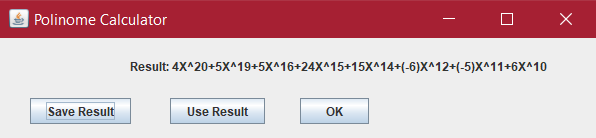 Polinome Calculator
Result: 4X^20+5X^19+5X^16+24X^15+15X^14+(-6)X^12+(-5)X^11+6X^10
Save Result Use Result OK